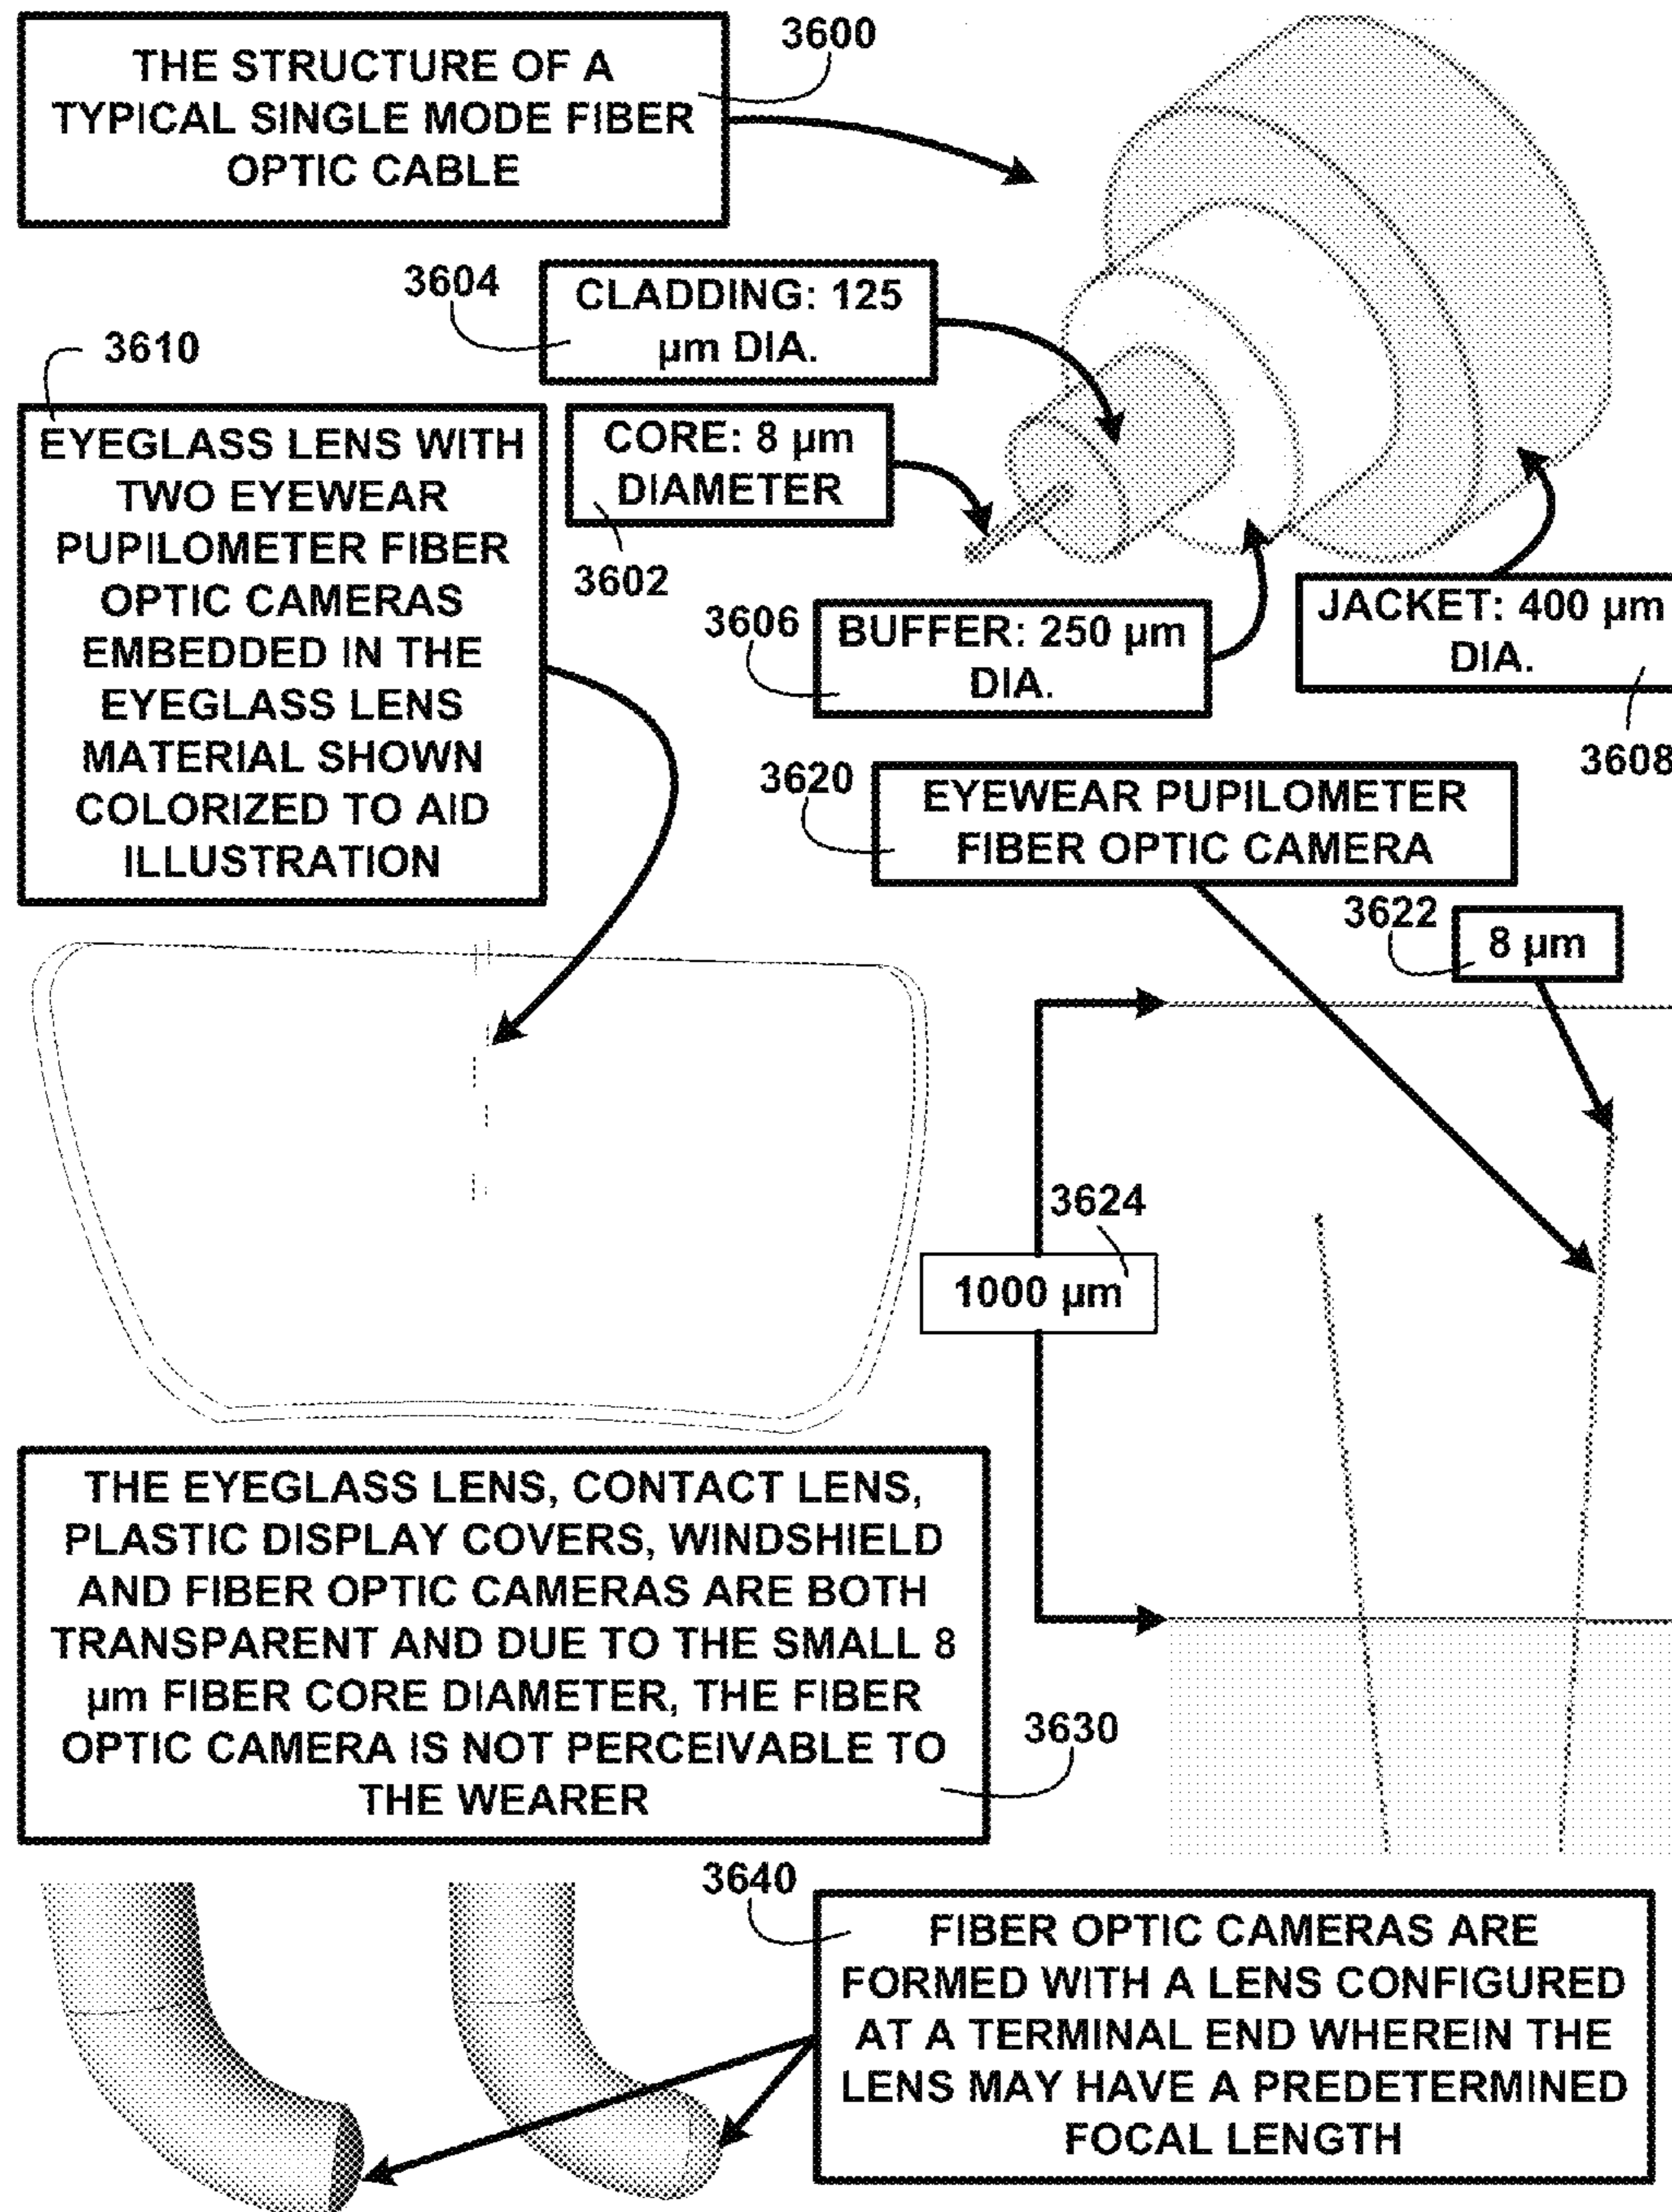 3600
THE STRUCTURE OF A
TYPICAL SINGLE MODE FIBER
OPTIC CABLE
3604
CLADDING: 125
µm DIA.
3610
EYEGLASS LENS WITH
TWO EYEWEAR
PUPILOMETER FIBER
OPTIC CAMERAS
EMBEDDED IN THE
EYEGLASS LENS
MATERIAL SHOWN
COLORIZED TO AID
ILLUSTRATION
CORE: 8 µm
DIAMETER
3602
3606
BUFFER: 250 µm
DIA.
JACKET: 400 µm
DIA.
3608
3620
EYEWEAR PUPILOMETER
FIBER OPTIC CAMERA
3622
8 µm
3624
1000 µm
THE EYEGLASS LENS, CONTACT LENS,
PLASTIC DISPLAY COVERS, WINDSHIELD
AND FIBER OPTIC CAMERAS ARE BOTH
TRANSPARENT AND DUE TO THE SMALL 8
µm FIBER CORE DIAMETER, THE FIBER
OPTIC CAMERA IS NOT PERCEIVABLE TO
THE WEARER
3630
3640
FIBER OPTIC CAMERAS ARE
FORMED WITH A LENS CONFIGURED
AT A TERMINAL END WHEREIN THE
LENS MAY HAVE A PREDETERMINED
FOCAL LENGTH